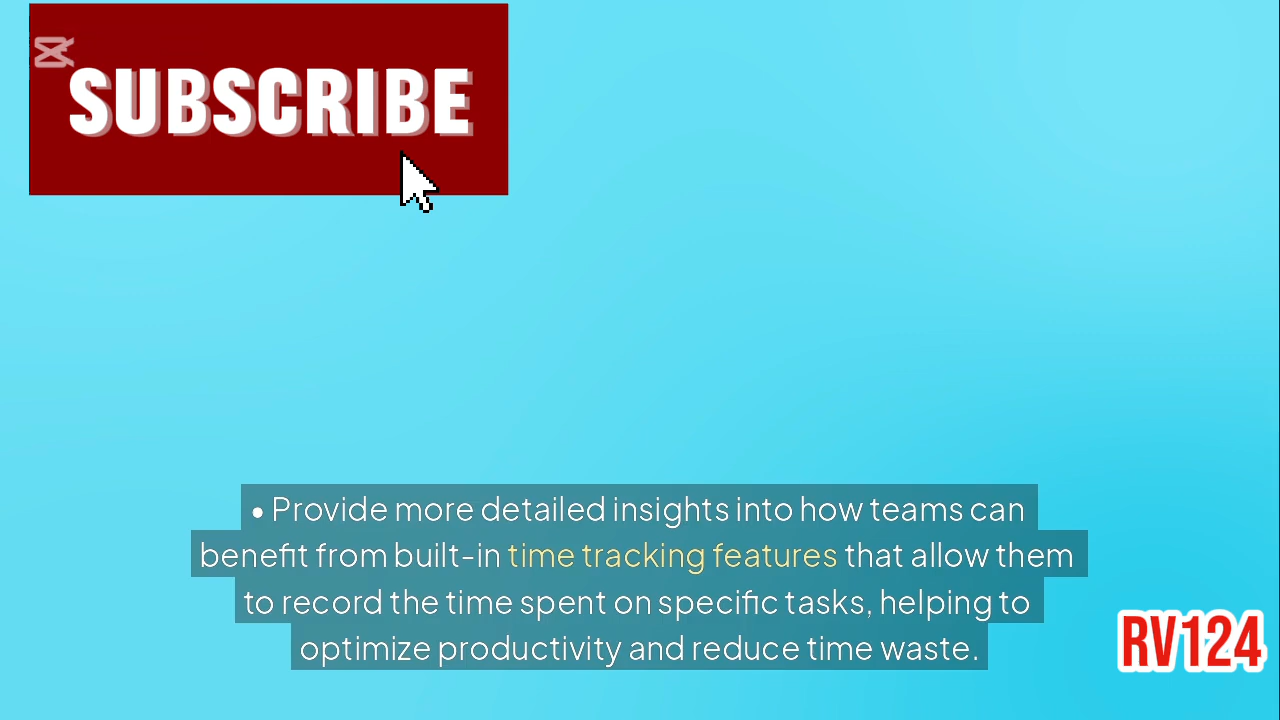 SUBSCRIBE
• Provide more detailed insights into how teams can
benefit from built-in time tracking features that allow them
to record the time spent on specific tasks, helping to
optimize productivity and reduce time waste.
RV124